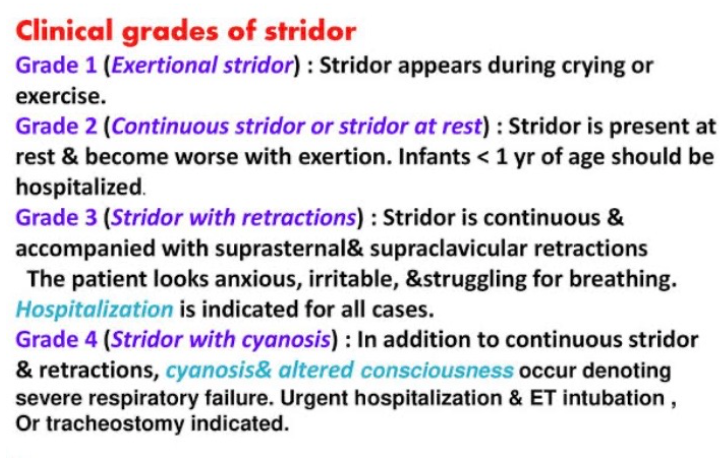 Clinical grades of stridor
Grade 1 (Exertional stridor) : Stridor appears during crying or
exercise.
Grade 2 (Continuous stridor or stridor at rest) : Stridor is present at
rest & become worse with exertion. Infants < 1 yr of age should be
hospitalized.
Grade 3 (Stridor with retractions) : Stridor is continuous &
accompanied with suprasternal& supraclavicular retractions
The patient looks anxious, irritable, &struggling for breathing.
Hospitalization is indicated for all cases.
Grade 4 (Stridor with cyanosis) : In addition to continuous stridor
& retractions, cyanosis& altered consciousness occur denoting
severe respiratory failure. Urgent hospitalization & ET intubation ,
Or tracheostomy indicated.